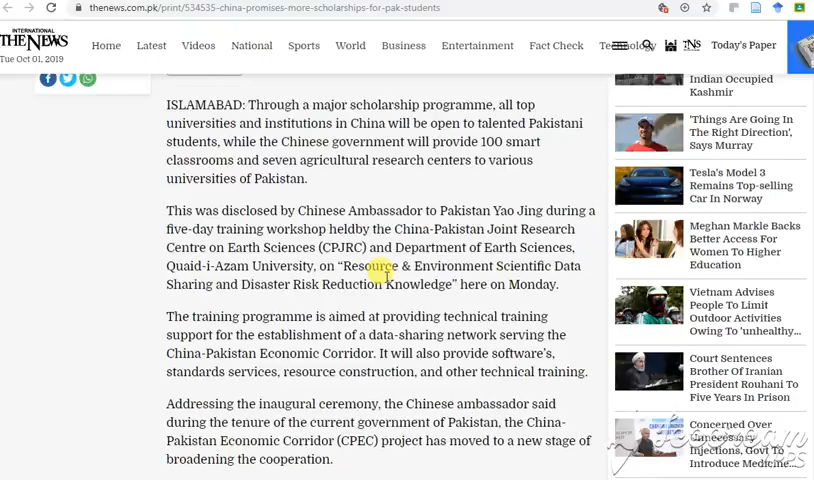 thenews.com.pk/print/534535-china-promises-more-scholarships-for-pak-students
INTERNATIONAL
THE NEWS
Tue Oct 01, 2019
Home Latest Videos National Sports World Business Entertainment Fact Check Technology
TNS Today's Paper
ISLAMABAD: Through a major scholarship programme, all top
universities and institutions in China will be open to talented Pakistani
students, while the Chinese government will provide 100 smart
classrooms and seven agricultural research centers to various
universities of Pakistan.
This was disclosed by Chinese Ambassador to Pakistan Yao Jing during a
five-day training workshop heldby the China-Pakistan Joint Research
Centre on Earth Sciences (CPJRC) and Department of Earth Sciences,
Quaid-i-Azam University, on “Resource & Environment Scientific Data
Sharing and Disaster Risk Reduction Knowledge” here on Monday.
The training programme is aimed at providing technical training
support for the establishment of a data-sharing network serving the
China-Pakistan Economic Corridor. It will also provide software’s,
standards services, resource construction, and other technical training.
Addressing the inaugural ceremony, the Chinese ambassador said
during the tenure of the current government of Pakistan, the China-
Pakistan Economic Corridor (CPEC) project has moved to a new stage of
broadening the cooperation.
Indian Occupied
Kashmir
'Things Are Going In
The Right Direction',
Says Murray
Tesla's Model 3
Remains Top-selling
Car In Norway
Meghan Markle Backs
Better Access For
Women To Higher
Education
Vietnam Advises
People To Limit
Outdoor Activities
Owing To 'unhealthy...
Court Sentences
Brother Of Iranian
President Rouhani To
Five Years In Prison
Concerned Over
Unnecessary
Injections, Govt To
Introduce Medicine...
Icecream
APPS